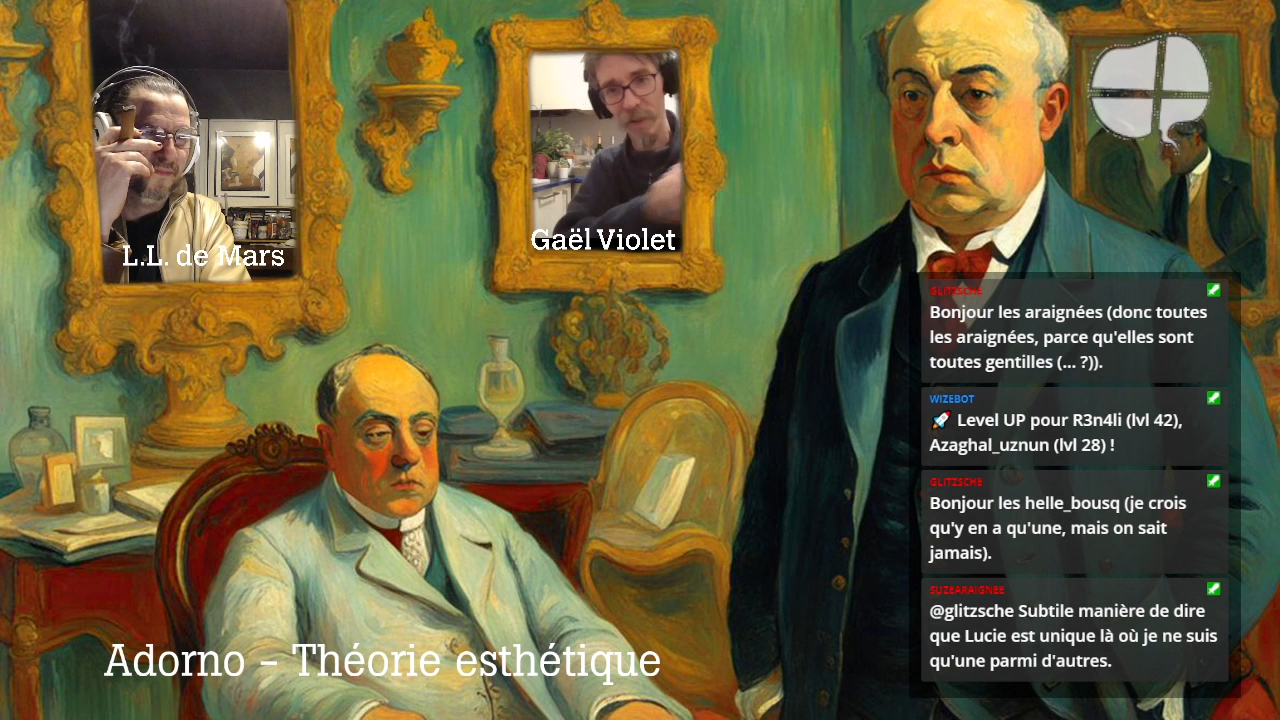 L.L. de Mars
Gaël Violet
GLITZSCHE
Bonjour les araignées (donc toutes
les araignées, parce qu'elles sont
toutes gentilles (... ?)).
WIZEBOT
🚀 Level UP pour R3n4li (lvl 42),
Azaghal_uznun (lvl 28) !
GLITZSCHE
Bonjour les helle_bousq (je crois
qu'y en a qu'une, mais on sait
jamais).
SUZEARAIGNEE
@glitzsche Subtile manière de dire
que Lucie est unique là où je ne suis
qu'une parmi d'autres.
Adorno – Théorie esthétique